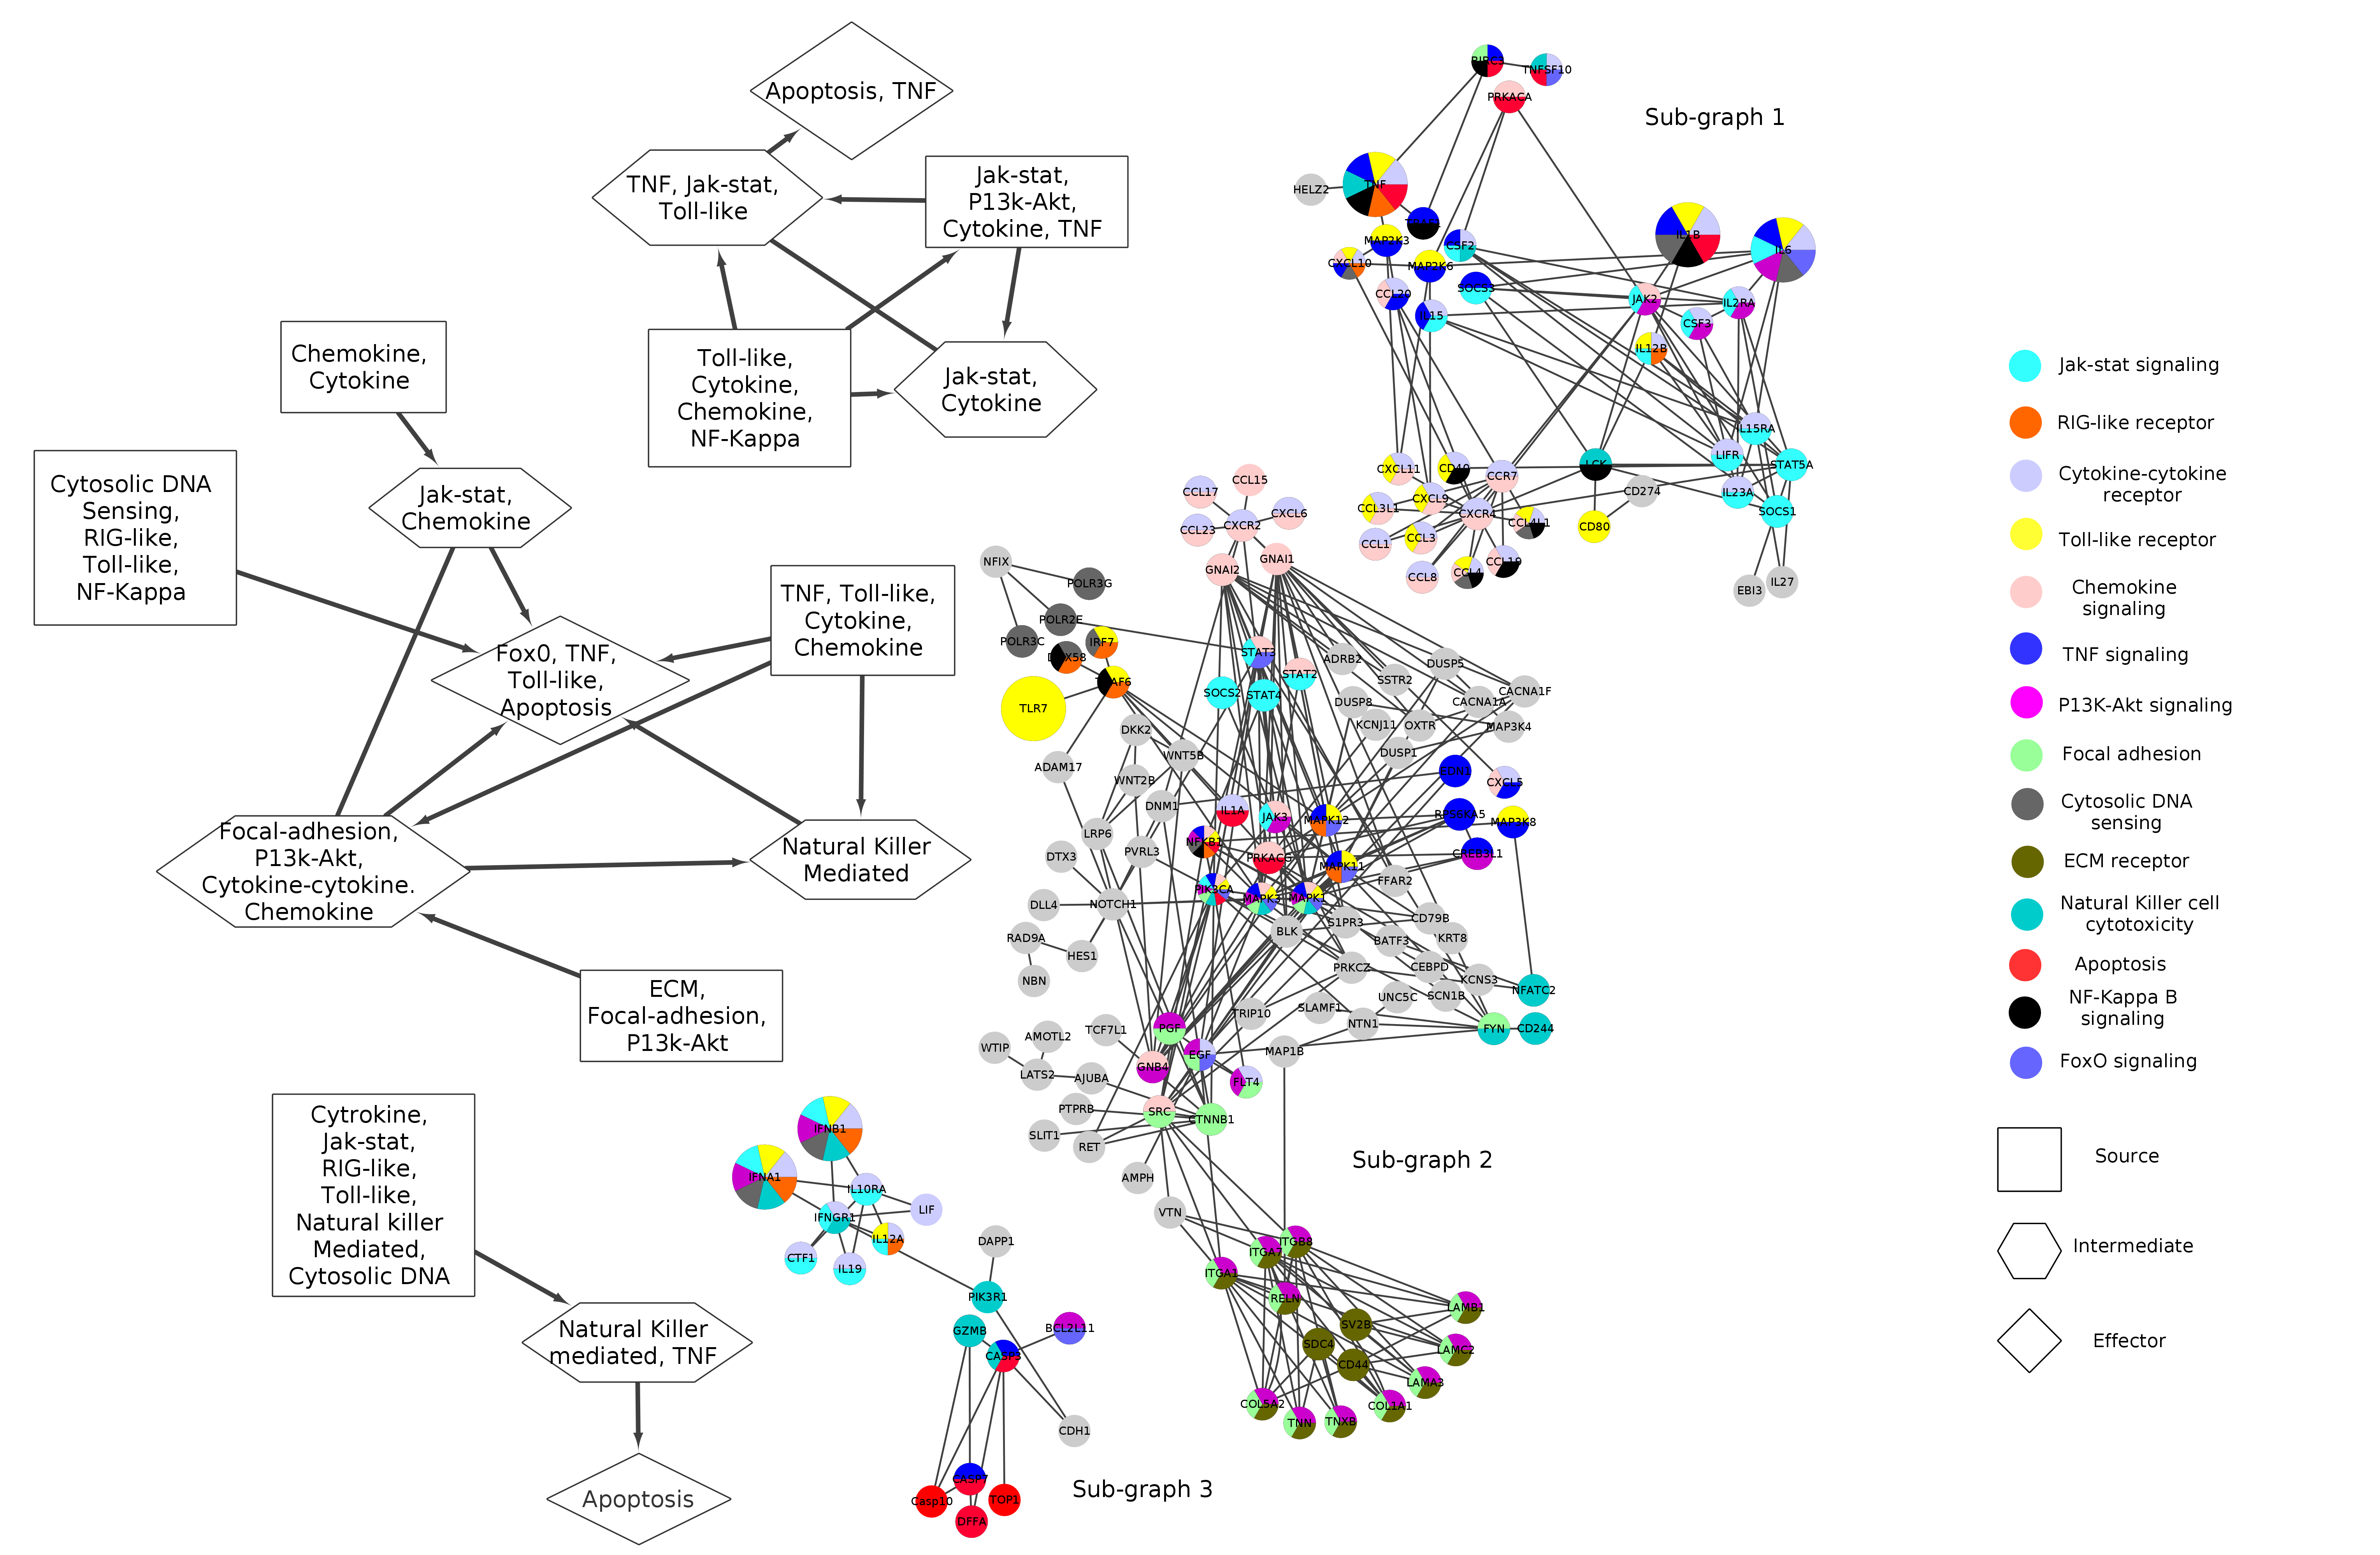 Apoptosis, TNF
TNF, Jak-stat,
Toll-like
Jak-stat,
P13k-Akt,
Cytokine, TNF
Toll-like,
Cytokine,
Chemokine,
NF-Kappa
Jak-stat,
Cytokine
Chemokine,
Cytokine
Cytosolic DNA
Sensing,
RIG-like,
Toll-like,
NF-Kappa
Jak-stat,
Chemokine
TNF, Toll-like,
Cytokine,
Chemokine
Fox0, TNF,
Toll-like,
Apoptosis
Focal-adhesion,
P13k-Akt,
Cytokine-cytokine.
Chemokine
Natural Killer
Mediated
ECM,
Focal-adhesion,
P13k-Akt
Cytrokine,
Jak-stat,
RIG-like,
Toll-like,
Natural killer
Mediated,
Cytosolic DNA
Natural Killer
mediated, TNF
Apoptosis
Sub-graph 1
BIRC3
TNFSF10
PRKACA
HELZ2
TNF
TRAF1
MAP2K3
CSF2
CXCL10
MAP2K6
IL1B
IL6
CCL20
SOCS3
IL15
JAK2
IL2RA
CSF3
IL12B
IL15RA
LIFR
STAT5A
IL23A
SOCS1
CXCL11
CD40
CCR7
LCK
CD274
CXCL9
CCL3L1
CXCR4
CCL4L1
CD80
CCL1
CCL3
CCL19
CCL8
CCL4
EBI3
IL27
Sub-graph 2
CCL17
CCL15
CXCL6
CCL23
CXCR2
GNAI1
GNAI2
NFIX
POLR3G
POLR2E
POLR3C
IRF7
DDX58
TRAF6
TLR7
STAT3
STAT2
SOCS2
STAT4
ADRB2
DUSP5
SSTR2
CACNA1F
DUSP8
CACNA1A
KCNJ11
OXTR
MAP3K4
DUSP1
DKK2
WNT5B
ADAM17
WNT2B
DNM1
EDN1
CXCL5
IL1A
JAK3
MAPK12
RPS6KA5
MAP3K8
LRP6
NFKB1
PRKACG
MAPK11
CREB3L1
DTX3
PVRL3
FFAR2
PIK3CA
MAPK3
MAPK1
DLL4
NOTCH1
S1PR3
CD79B
BLK
RAD9A
HES1
BATF3
KRT8
NBN
PRKCZ
CEBPD
KCNS3
NFATC2
UNC5C
SCN1B
SLAMF1
TRIP10
NTN1
FYN
CD244
TCF7L1
PGF
AMOTL2
WTIP
EGF
MAP1B
GNB4
LATS2
AJUBA
FLT4
PTPRB
SRC
CTNNB1
SLIT1
RET
AMPH
VTN
ITGB8
ITGA7
ITGA1
RELN
LAMB1
SV2B
SDC4
LAMC2
CD44
LAMA3
COL5A2
COL1A1
TNN
TNXB
Sub-graph 3
IFNB1
IFNA1
IL10RA
LIF
IFNGR1
IL12A
CTF1
IL19
DAPP1
PIK3R1
GZMB
BCL2L11
CASP3
CDH1
CASP7
Casp10
TOP1
DFFA
Jak-stat signaling
RIG-like receptor
Cytokine-cytokine
receptor
Toll-like receptor
Chemokine
signaling
TNF signaling
P13K-Akt signaling
Focal adhesion
Cytosolic DNA
sensing
ECM receptor
Natural Killer cell
cytotoxicity
Apoptosis
NF-Kappa B
signaling
FoxO signaling
Source
Intermediate
Effector